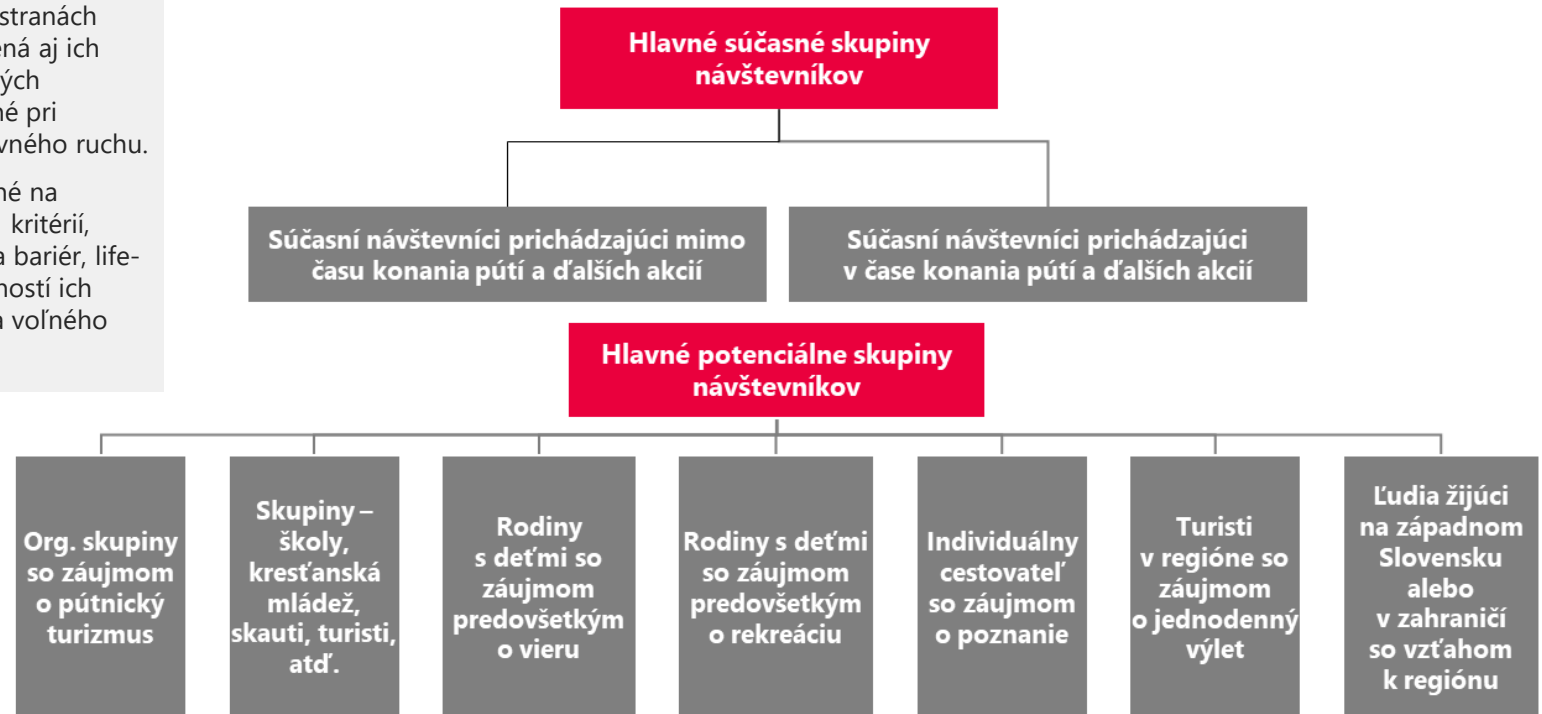 stranách
ená aj ich
ých
né pri
vného ruchu.
né na
kritérií,
a bariér, life-
ností ich
a voľného
Hlavné súčasné skupiny
návštevníkov
Súčasní návštevníci prichádzajúci mimo
času konania pútí a ďalších akcií
Súčasní návštevníci prichádzajúci
v čase konania pútí a ďalších akcií
Hlavné potenciálne skupiny
návštevníkov
Org. skupiny
so záujmom
o pútnický
turizmus
Skupiny –
školy,
kresťanská
mládež,
skauti, turisti,
atď.
Rodiny
s deťmi so
záujmom
predovšetkým
o vieru
Rodiny s deťmi
so záujmom
predovšetkým
o rekreáciu
Individuálny
cestovateľ
so záujmom
o poznanie
Turisti
v regióne so
záujmom
o jednodenný
výlet
Ľudia žijúci
na západnom
Slovensku
alebo
v zahraničí
so vzťahom
k regiónu